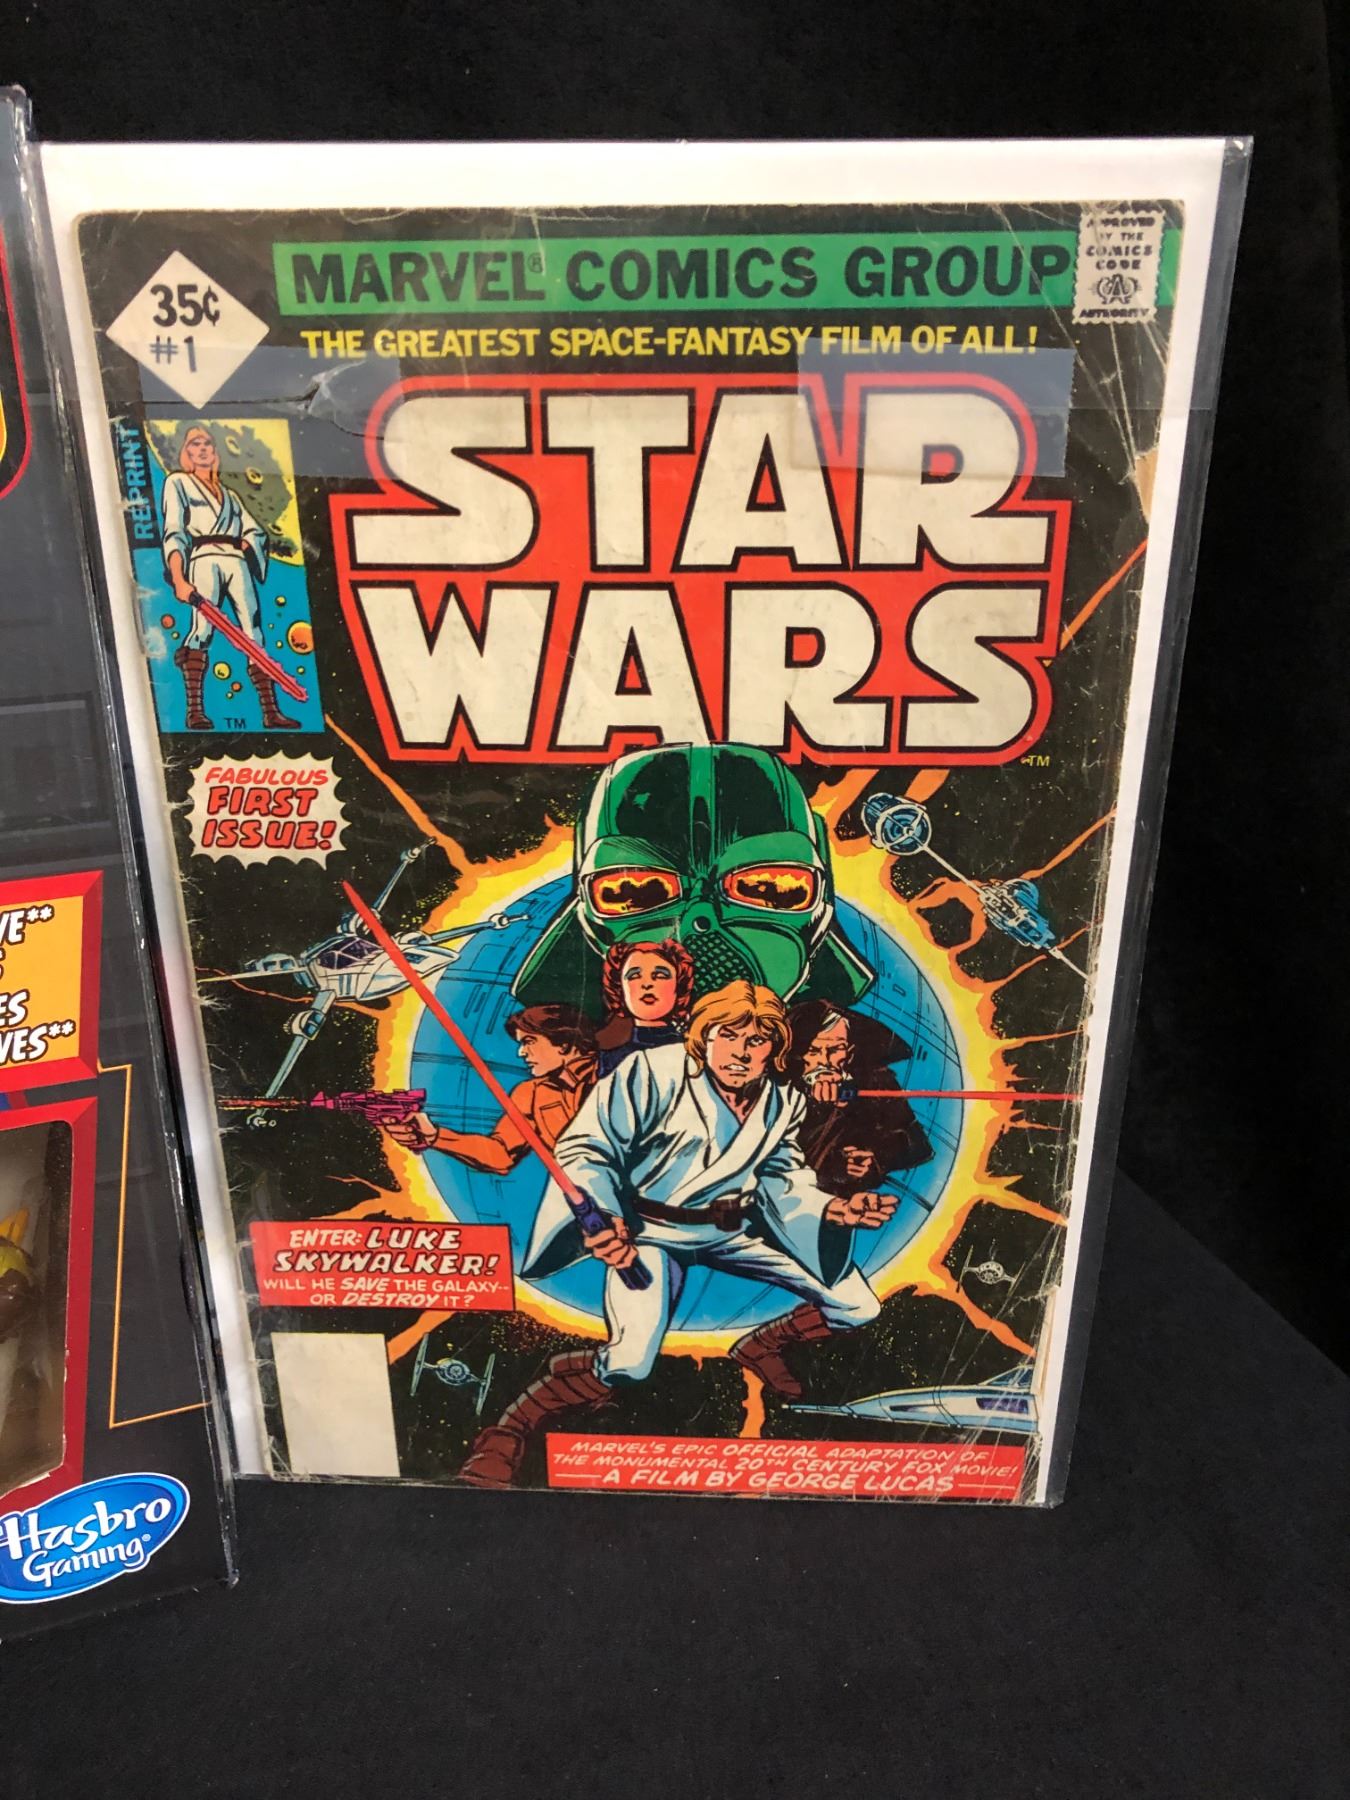 MARVEL® COMICS GROUP
APPROVED
BY THE
COMICS
CODE
AUTHORITY
35¢
#1
THE GREATEST SPACE-FANTASY FILM OF ALL!
STAR
WARS
TM
REPRINT
TM
FABULOUS
FIRST
ISSUE!
ENTER: LUKE
SKYWALKER!
WILL HE SAVE THE GALAXY--
OR DESTROY IT?
MARVEL'S EPIC OFFICIAL ADAPTATION OF
THE MONUMENTAL 20TH CENTURY FOX MOVIE!
A FILM BY GEORGE LUCAS
Hasbro
Gaming